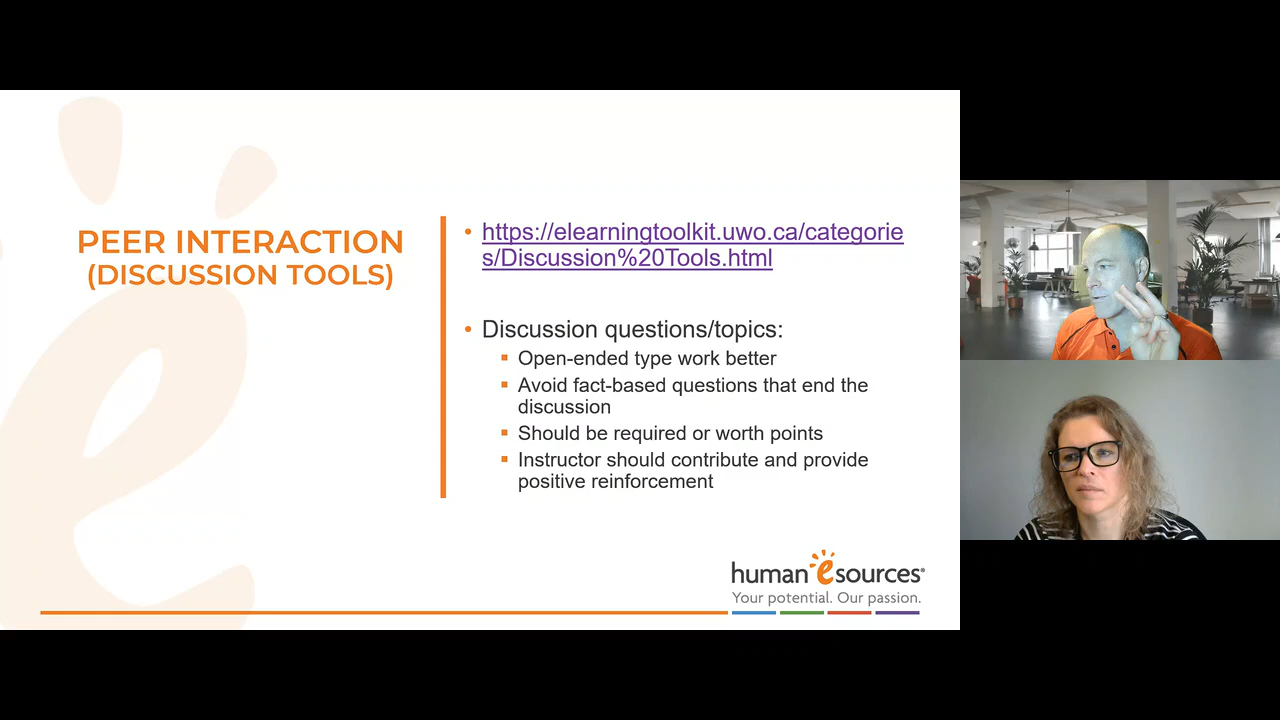 PEER INTERACTION
(DISCUSSION TOOLS)
• https://elearningtoolkit.uwo.ca/categorie
s/Discussion%20Tools.html
• Discussion questions/topics:
▪ Open-ended type work better
▪ Avoid fact-based questions that end the
discussion
▪ Should be required or worth points
▪ Instructor should contribute and provide
positive reinforcement
human esources®
Your potential. Our passion.